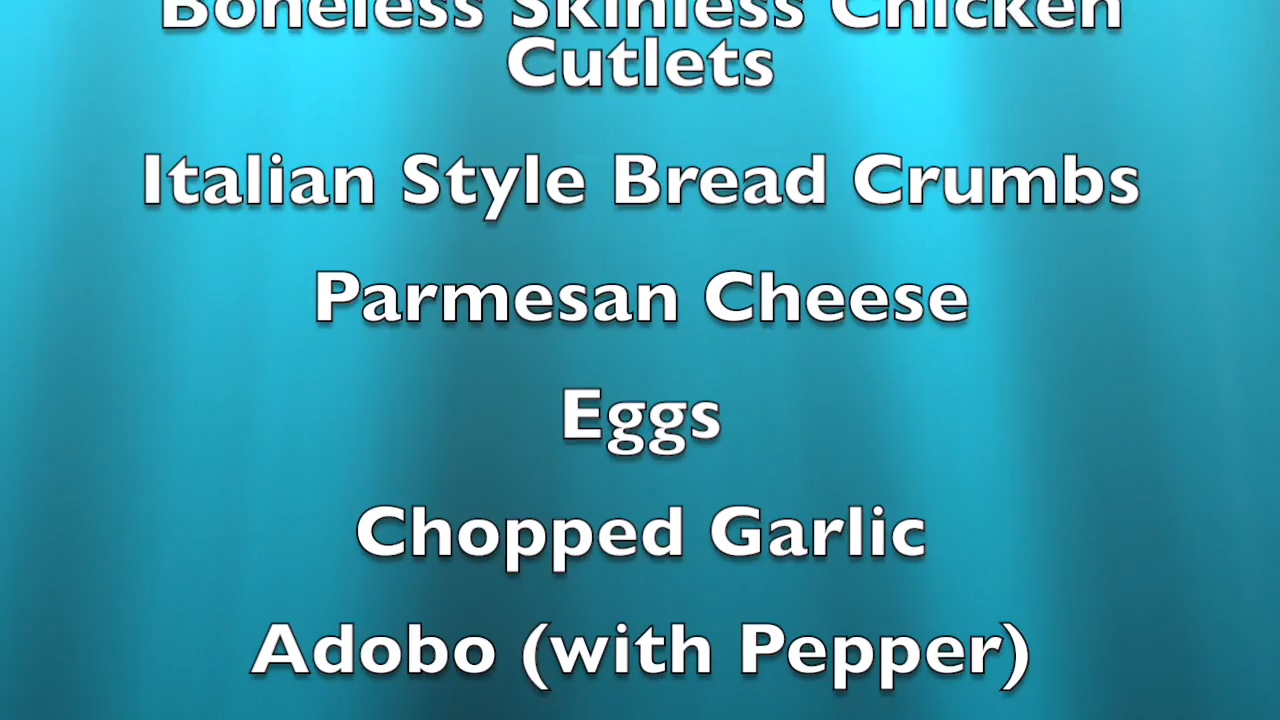 Boneless Skinless Chicken
Cutlets
Italian Style Bread Crumbs
Parmesan Cheese
Eggs
Chopped Garlic
Adobo (with Pepper)